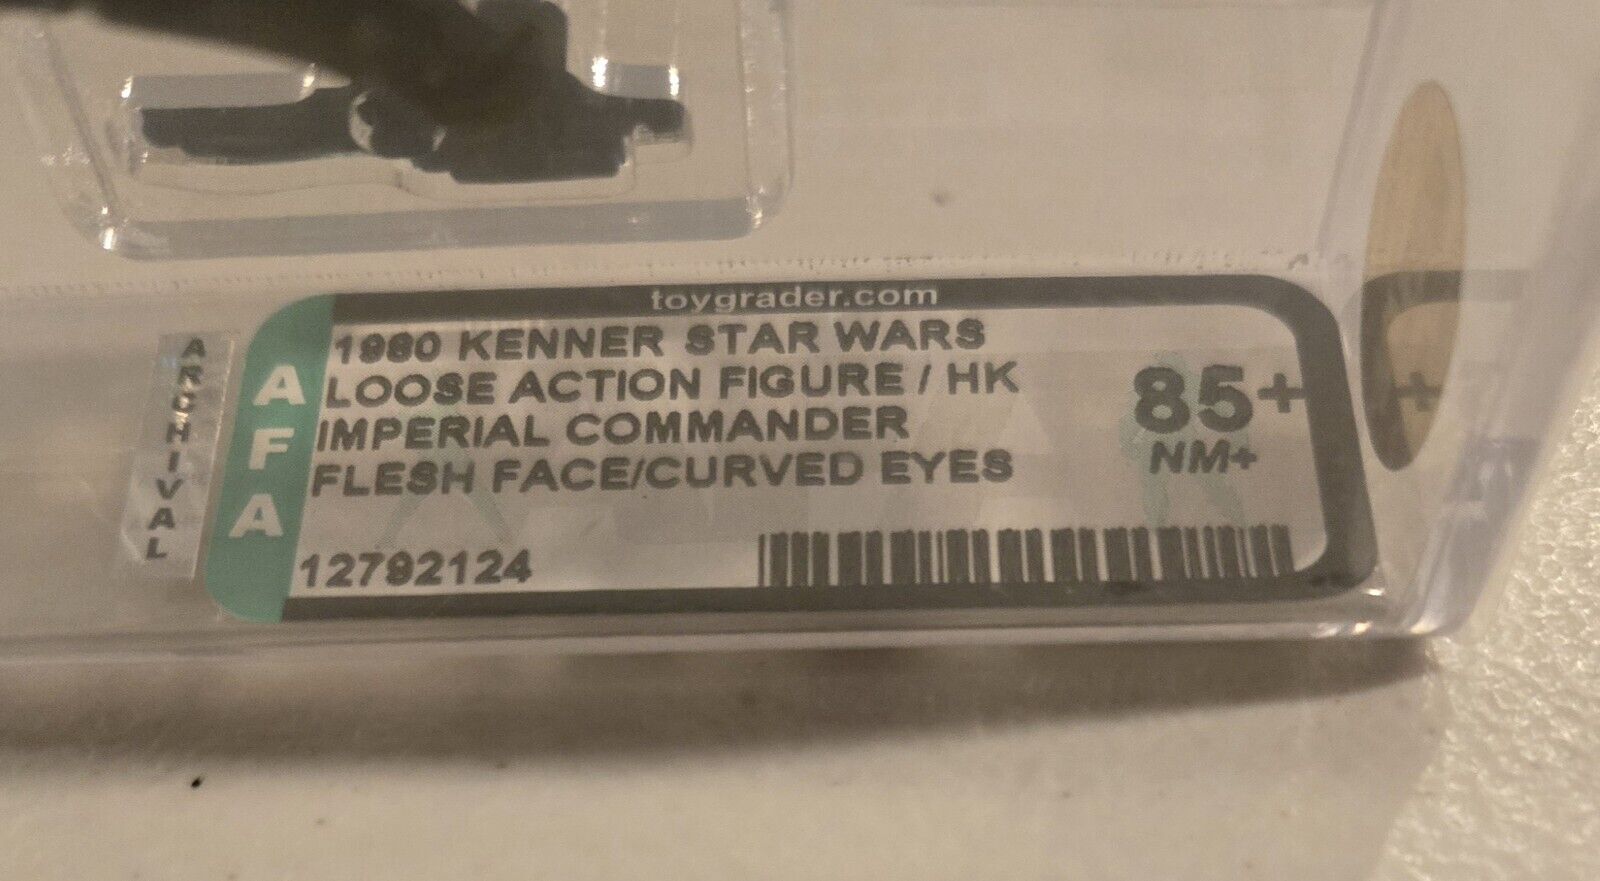 toygrader.com
ARCHIVAL
AFA
1980 KENNER STAR WARS
LOOSE ACTION FIGURE / HK
IMPERIAL COMMANDER
FLESH FACE/CURVED EYES
85+
NM+
12792124